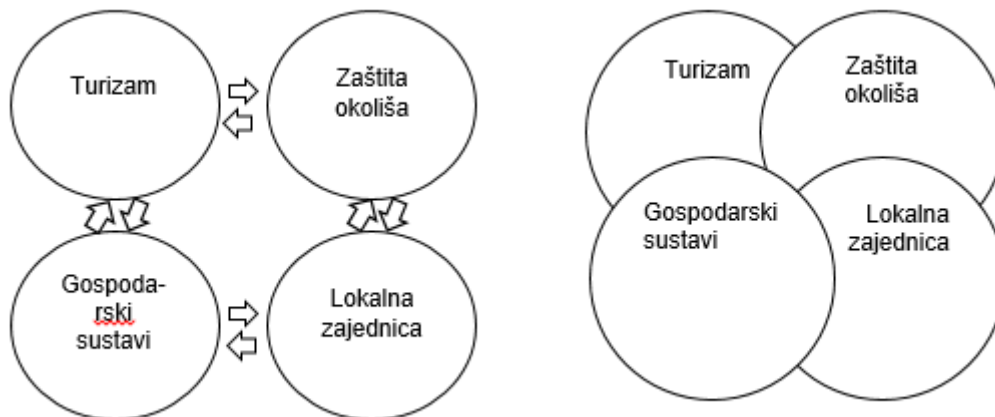 Turizam
Zaštita
okoliša
Gospoda-
rski
sustavi
Lokalna
zajednica
Turizam
Zaštita
okoliša
Gospodarski
sustavi
Lokalna
zajednica